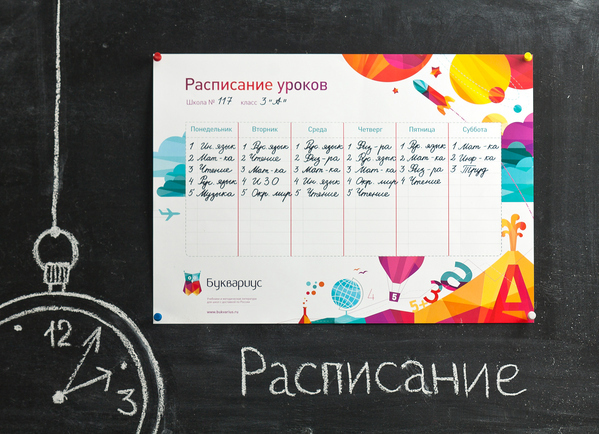 Расписание уроков
Школа № 117 класс 3 "А"
Понедельник Вторник Среда Четверг Пятница Суббота
1 Ин. язык 1 Рус. язык 1 Рус. язык 1 Физ-ра 1 Рус. язык 1 Мат-ка
2 Мат-ка 2 Чтение 2 Физ-ра 2 Рус. язык 2 Мат-ка 2 Инф-ка
3 Чтение 3 Мат-ка 3 Мат-ка 3 Мат-ка 3 Физ-ра 3 Труд
4 Рус. язык 4 ИЗО 4 Ин. язык 4 Окр. мир 4 Чтение
5 Музыка 5 Окр. мир 5 Чтение 5 Чтение
Буквариус
www.bukvarius.ru
4
5
А
12
3
Расписание